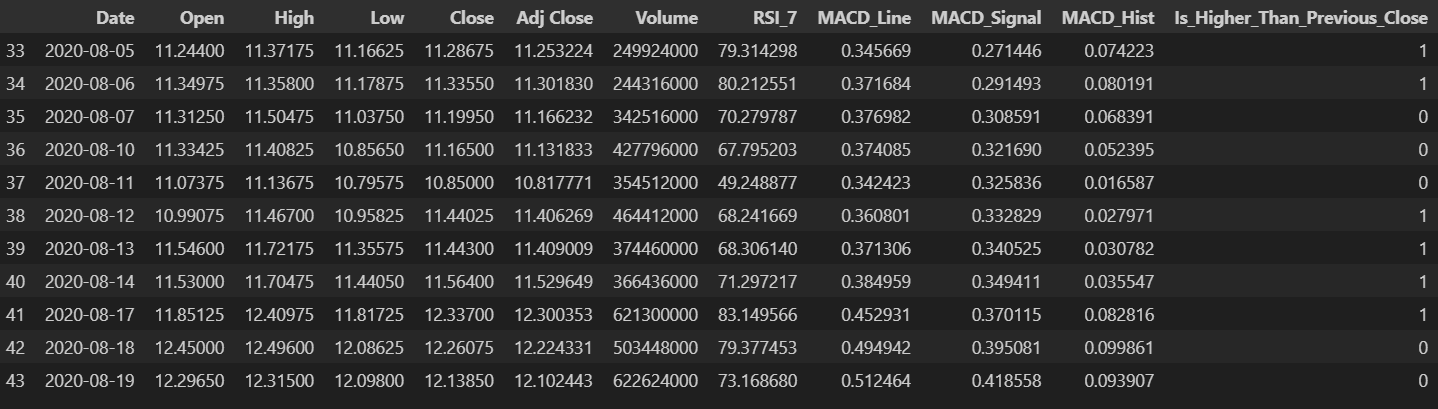 Date Open High Low Close Adj Close Volume RSI_7 MACD_Line MACD_Signal MACD_Hist Is_Higher_Than_Previous_Close
33 2020-08-05 11.24400 11.37175 11.16625 11.28675 11.253224 249924000 79.314298 0.345669 0.271446 0.074223 1
34 2020-08-06 11.34975 11.35800 11.17875 11.33550 11.301830 244316000 80.212551 0.371684 0.291493 0.080191 1
35 2020-08-07 11.31250 11.50475 11.03750 11.19950 11.166232 342516000 70.279787 0.376982 0.308591 0.068391 0
36 2020-08-10 11.33425 11.40825 10.85650 11.16500 11.131833 427796000 67.795203 0.374085 0.321690 0.052395 0
37 2020-08-11 11.07375 11.13675 10.79575 10.85000 10.817771 354512000 49.248877 0.342423 0.325836 0.016587 0
38 2020-08-12 10.99075 11.46700 10.95825 11.44025 11.406269 464412000 68.241669 0.360801 0.332829 0.027971 1
39 2020-08-13 11.54600 11.72175 11.35575 11.44300 11.409009 374460000 68.306140 0.371306 0.340525 0.030782 1
40 2020-08-14 11.53000 11.70475 11.44050 11.56400 11.529649 366436000 71.297217 0.384959 0.349411 0.035547 1
41 2020-08-17 11.85125 12.40975 11.81725 12.33700 12.300353 621300000 83.149566 0.452931 0.370115 0.082816 1
42 2020-08-18 12.45000 12.49600 12.08625 12.26075 12.224331 503448000 79.377453 0.494942 0.395081 0.099861 0
43 2020-08-19 12.29650 12.31500 12.09800 12.13850 12.102443 622624000 73.168680 0.512464 0.418558 0.093907 0